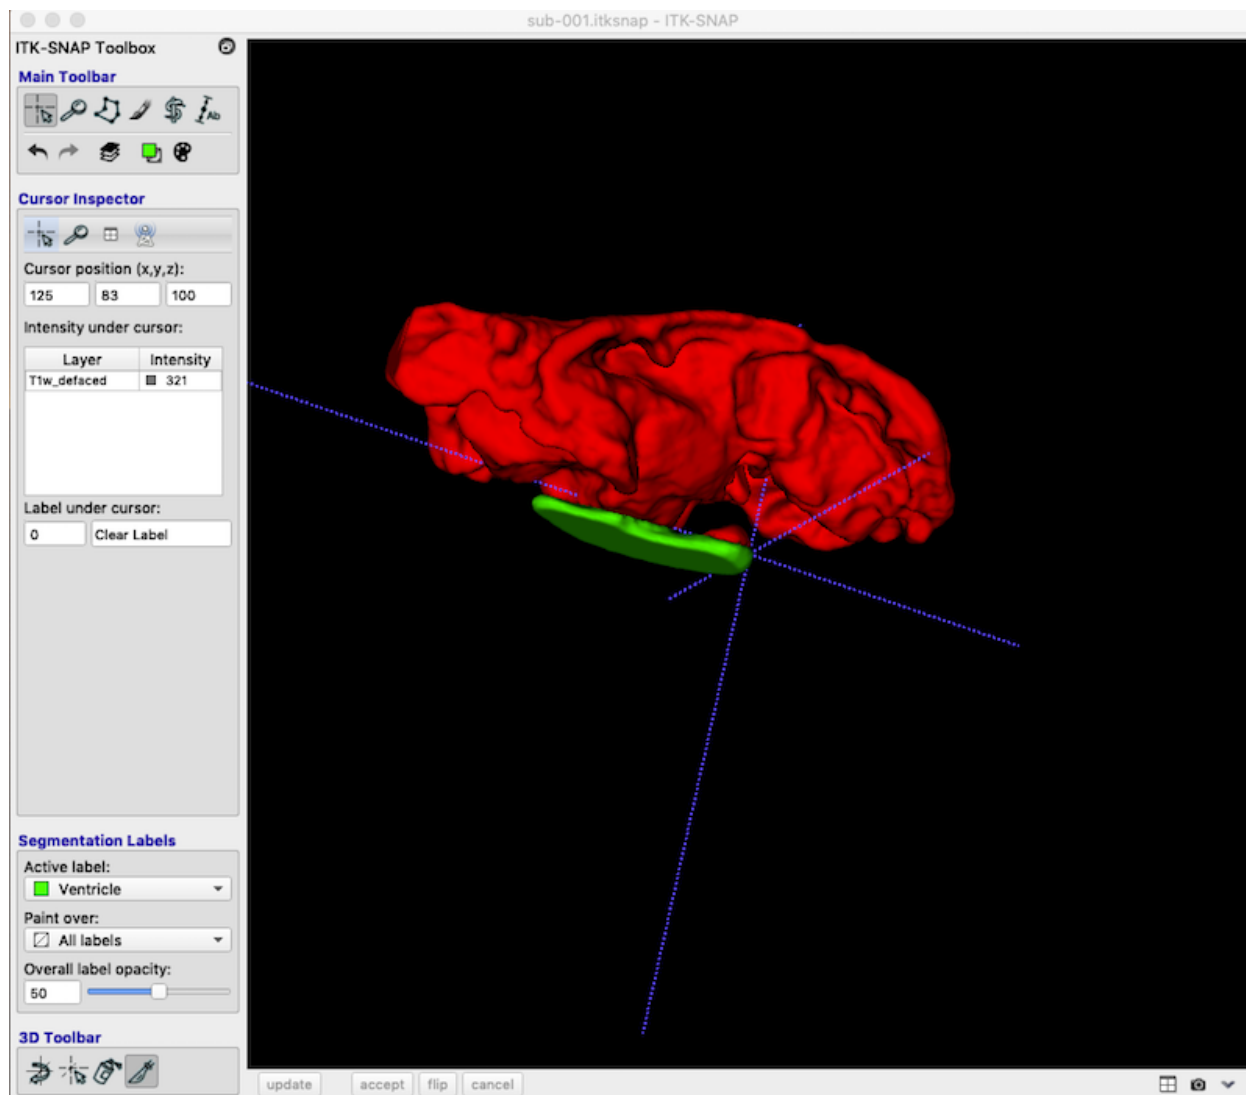 sub-001.itksnap - ITK-SNAP
ITK-SNAP Toolbox
Main Toolbar
Ab
Cursor Inspector
Cursor position (x,y,z):
125 83 100
Intensity under cursor:
Layer Intensity
T1w_defaced 321
Label under cursor:
0 Clear Label
Segmentation Labels
Active label:
Ventricle
Paint over:
All labels
Overall label opacity:
50
3D Toolbar
update accept flip cancel